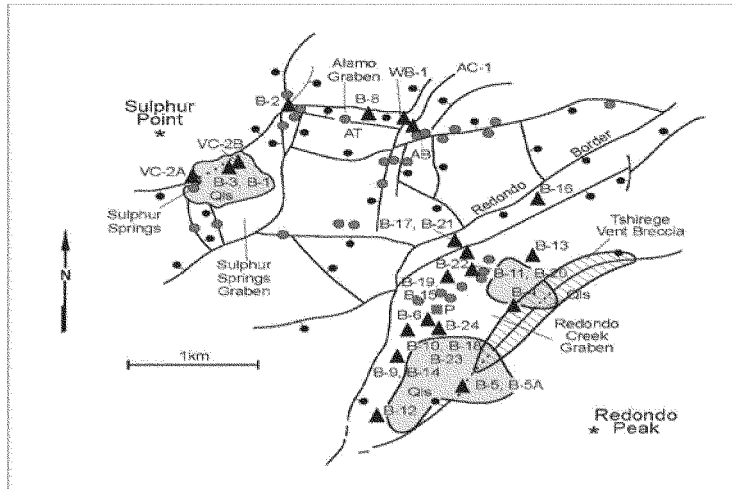 Alamo
Graben
WB-1
AC-1
B-2
B-8
Sulphur
Point
AT
AB
VC-2B
VC-2A
B-3
B-1
Qls
Sulphur
Springs
Sulphur
Springs
Graben
Redondo
Border
B-16
Tshirege
Vent Breccia
B-17, B-21
B-13
B-22
B-11, B-20
B-19
B-15
B-4
Qls
P
B-6
B-24
Redondo
Creek
Graben
B-10, B-18
B-23
B-9, B-14
Qls
B-5, B-5A
B-12
N
1km
Redondo
Peak